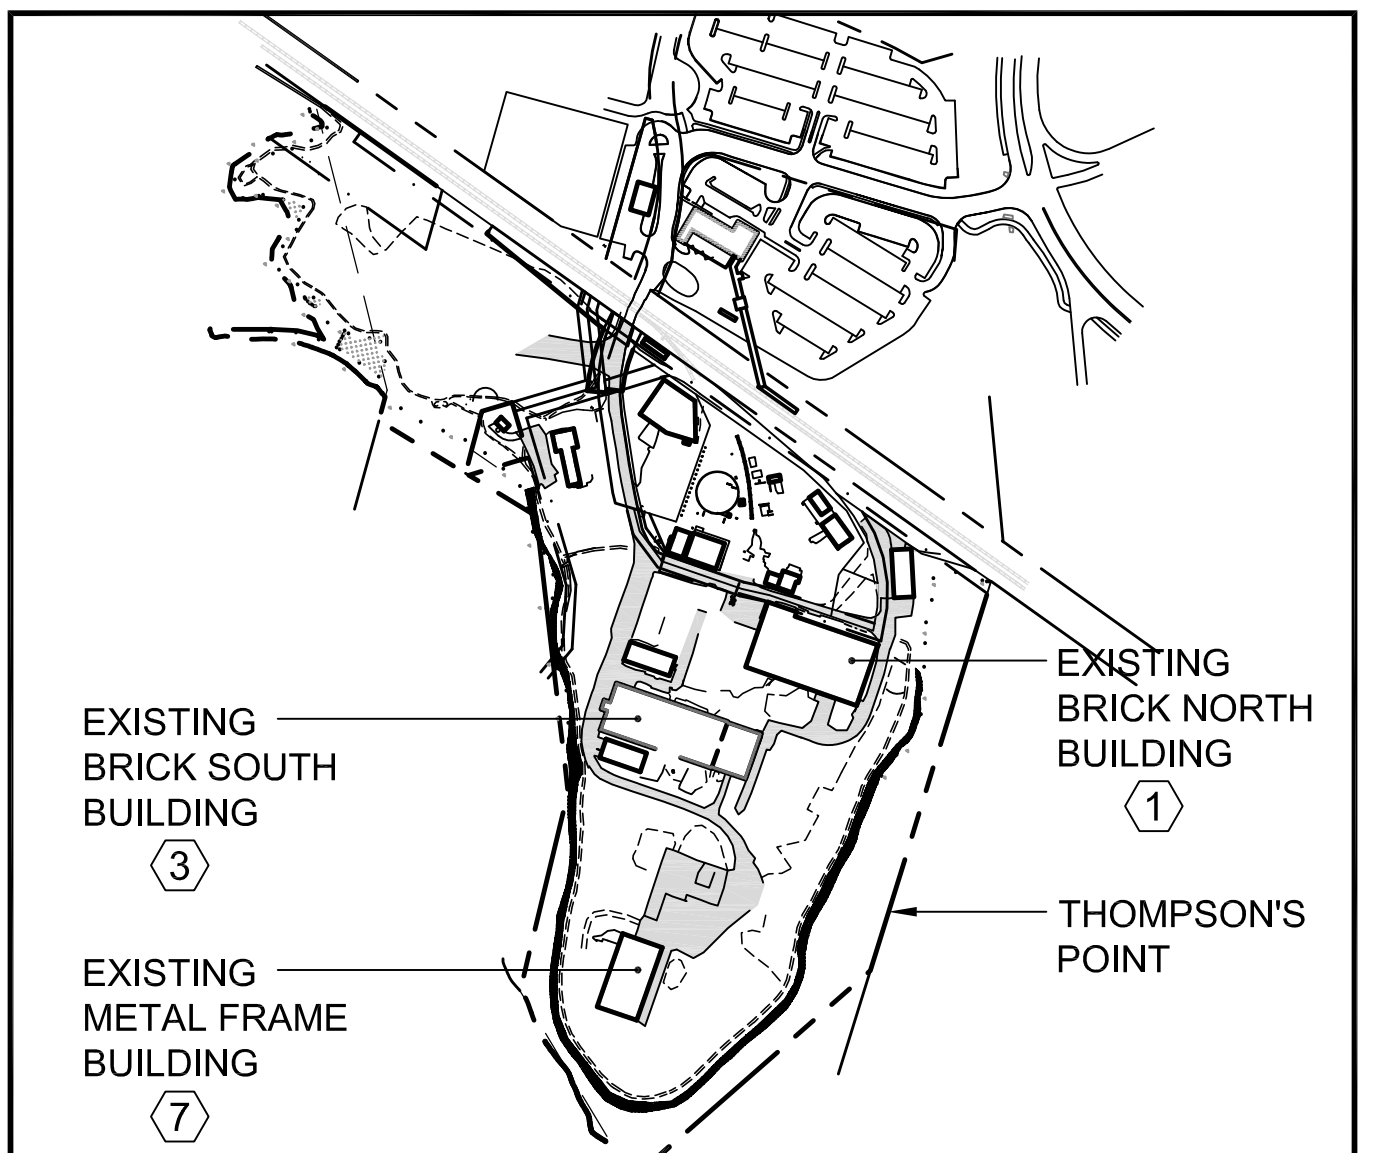 EXISTING
BRICK SOUTH
BUILDING
3
EXISTING
METAL FRAME
BUILDING
7
EXISTING
BRICK NORTH
BUILDING
1
THOMPSON'S
POINT